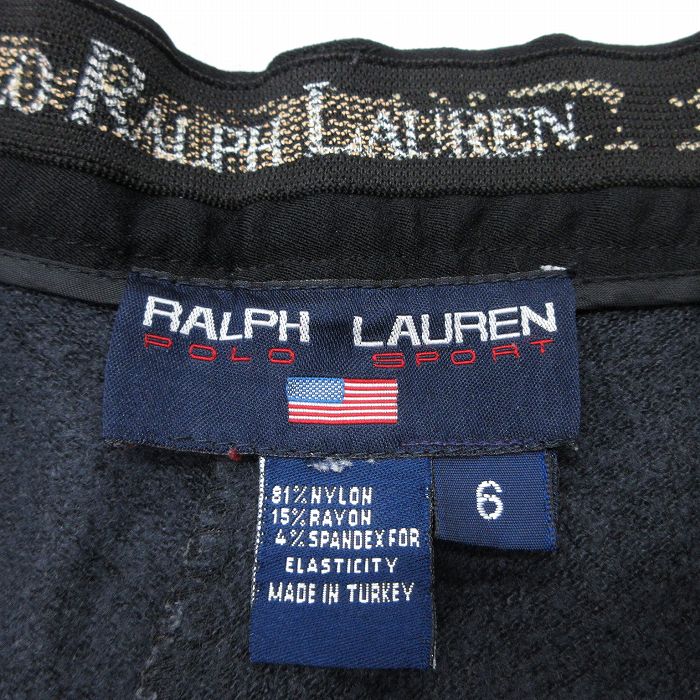 O RALPH LAUREN
RALPH LAUREN
POLO SPORT
81% NYLON
15% RAYON
4% SPANDEX FOR
ELASTICITY
MADE IN TURKEY
6